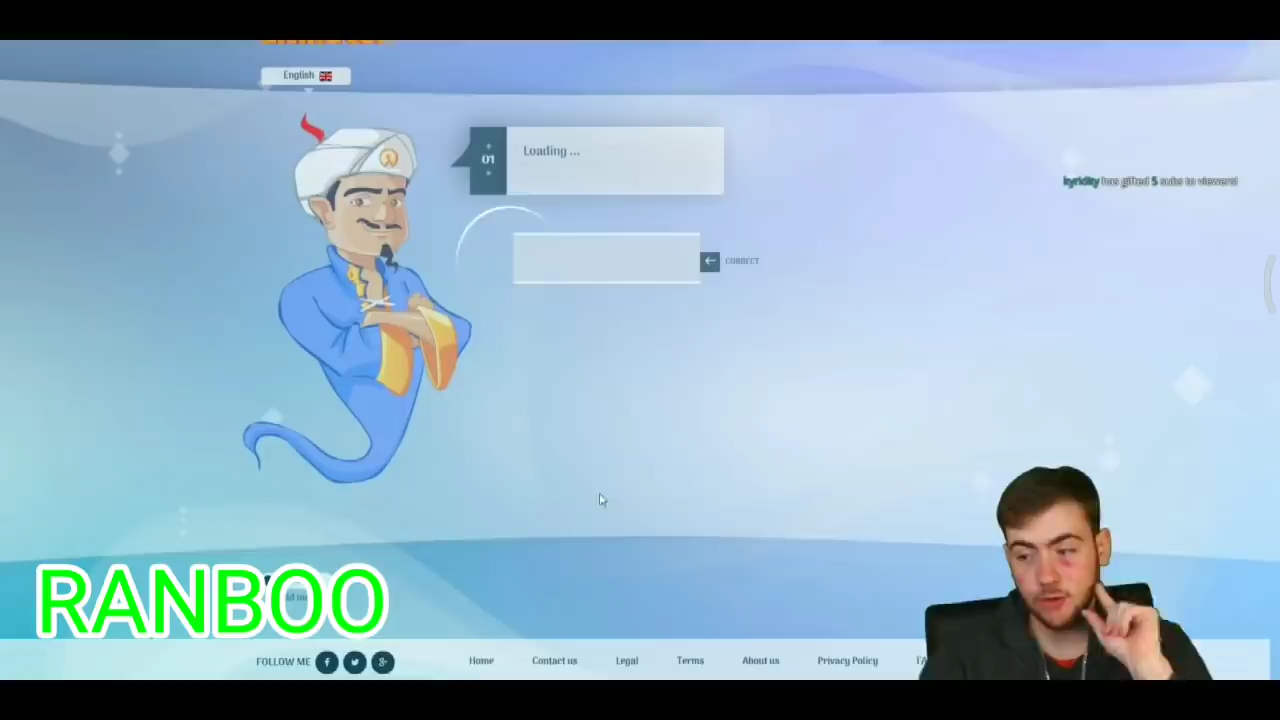 English
01
Loading ...
kyridity has gifted 5 subs to viewers!
CORRECT
RANBOO
FOLLOW ME
Home
Contact us
Legal
Terms
About us
Privacy Policy